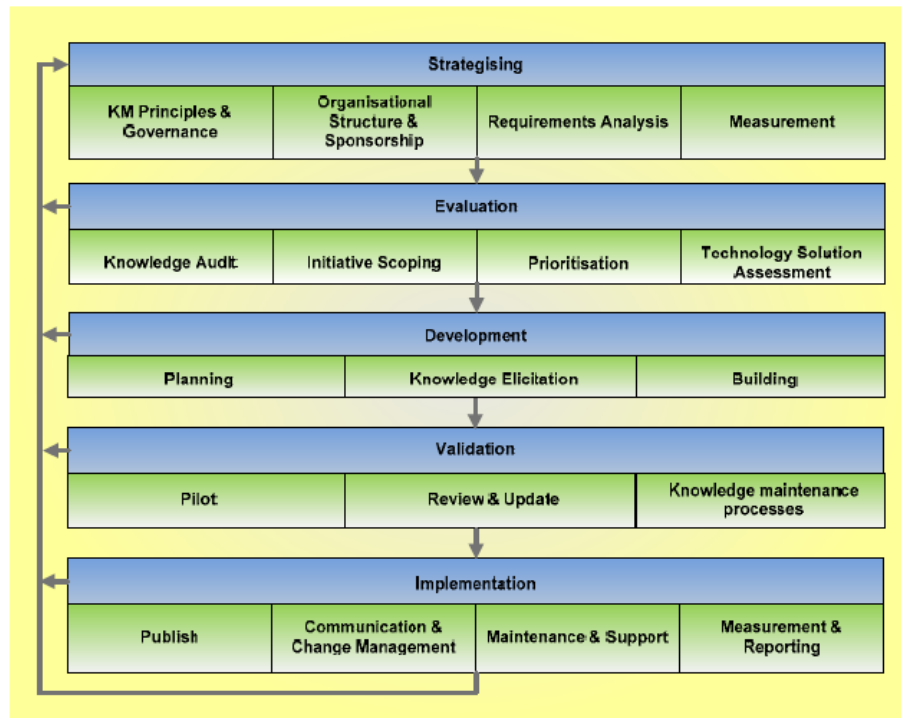 Strategising
KM Principles &
Governance
Organisational
Structure &
Sponsorship
Requirements Analysis
Measurement
Evaluation
Knowledge Audit
Initiative Scoping
Prioritisation
Technology Solution
Assessment
Development
Planning
Knowledge Elicitation
Building
Validation
Pilot
Review & Update
Knowledge maintenance
processes
Implementation
Publish
Communication &
Change Management
Maintenance & Support
Measurement &
Reporting